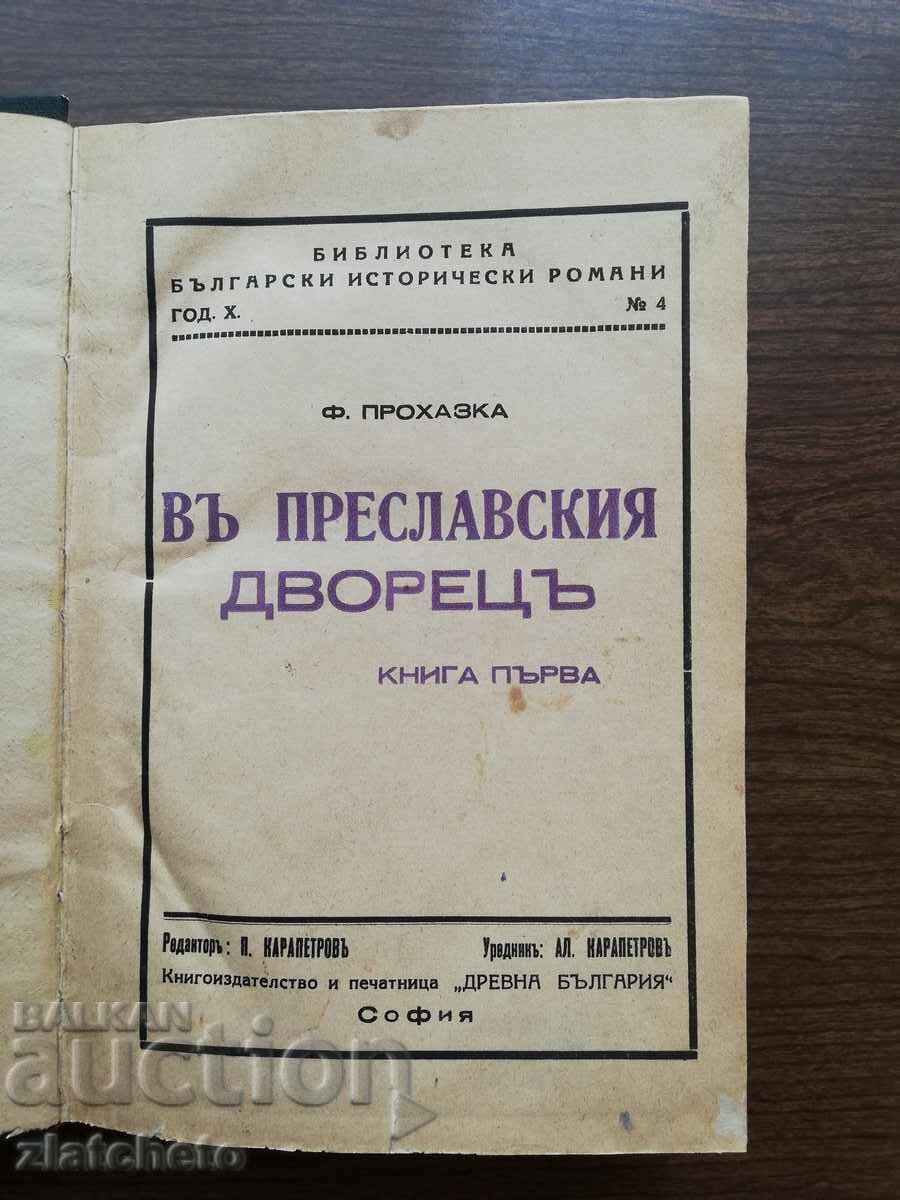 БИБЛИОТЕКА
БЪЛГАРСКИ ИСТОРИЧЕСКИ РОМАНИ
ГОД. X. № 4
Ф. ПРОХАЗКА
ВЪ ПРЕСЛАВСКИЯ
ДВОРЕЦЪ
КНИГА ПЪРВА
Редакторъ: П. КАРАПЕТРОВЪ Уредникъ: АЛ. КАРАПЕТРОВЪ
Книгоиздателство и печатница „ДРЕВНА БЪЛГАРИЯ“
София
BALKAN
auction
zlatcheto